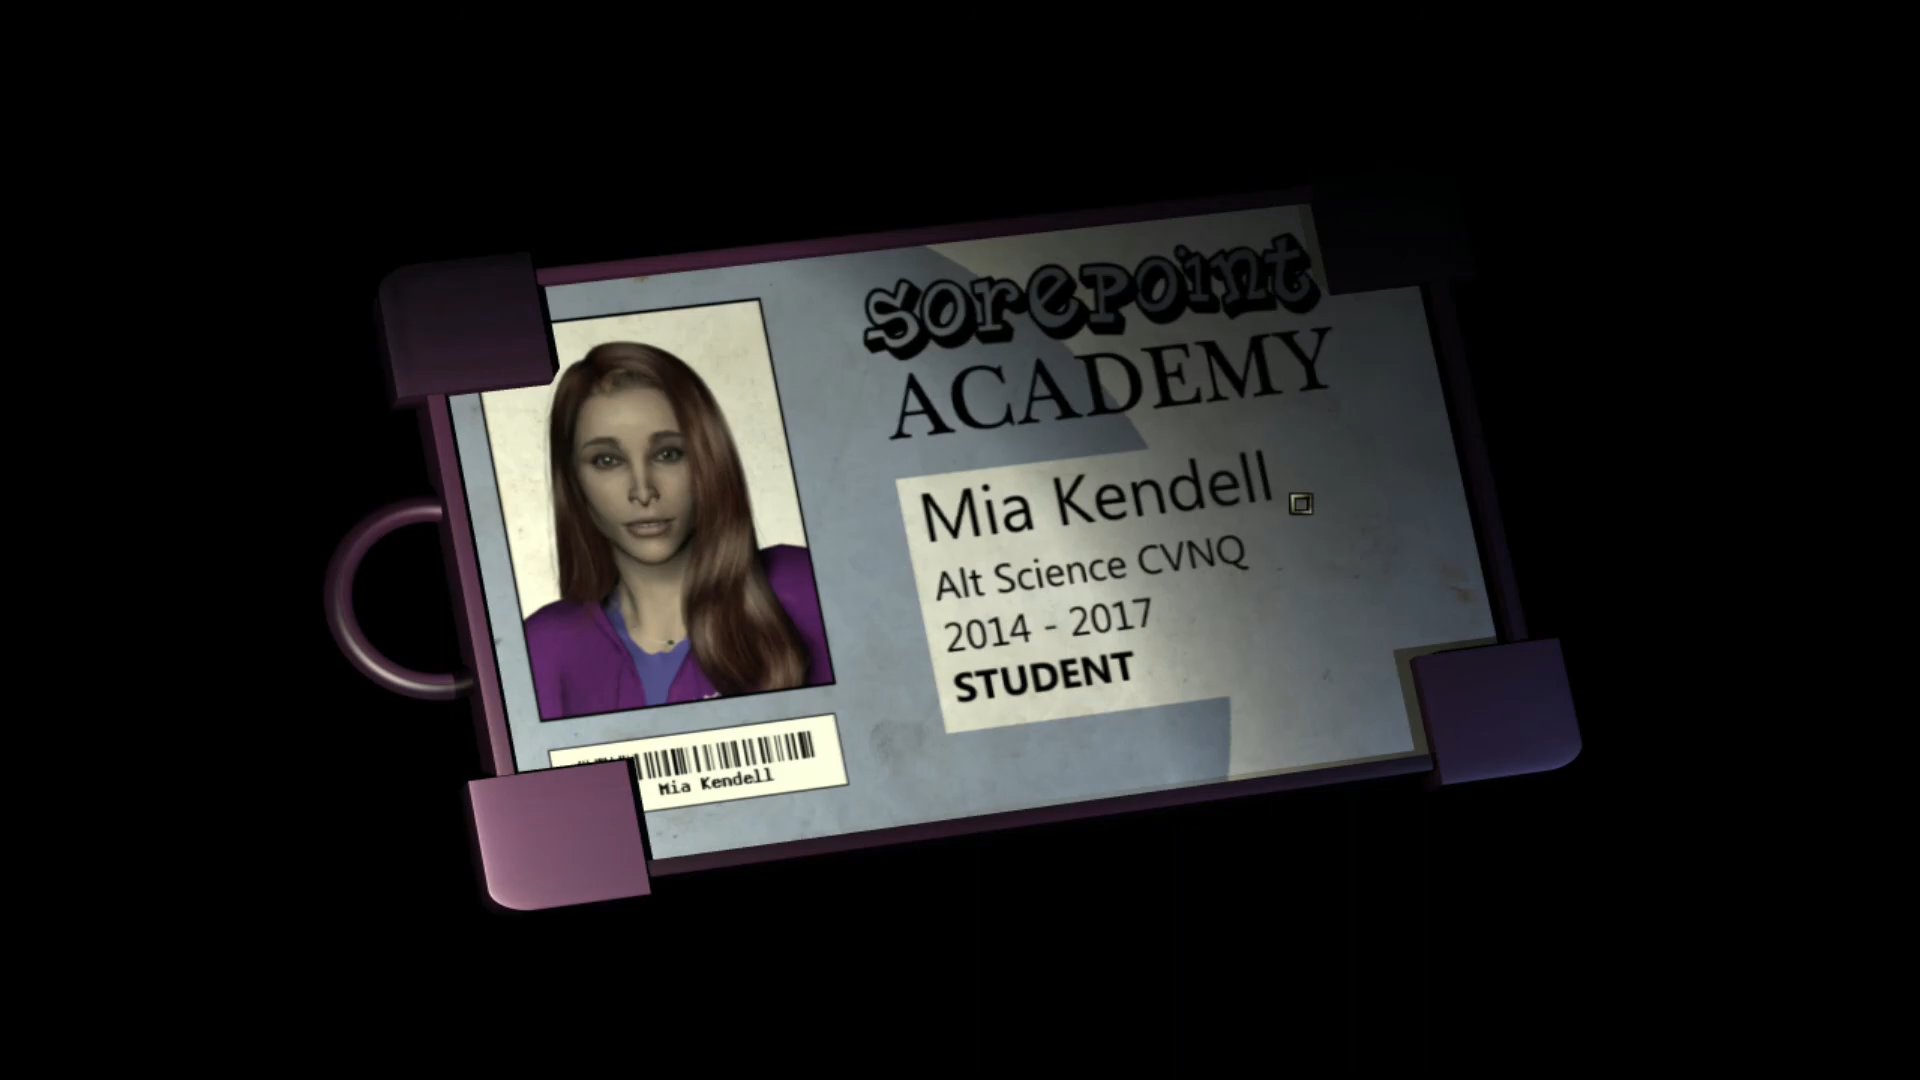 sorepoint
ACADEMY
Mia Kendell
Alt Science CVNQ
2014 - 2017
STUDENT
Mia Kendell